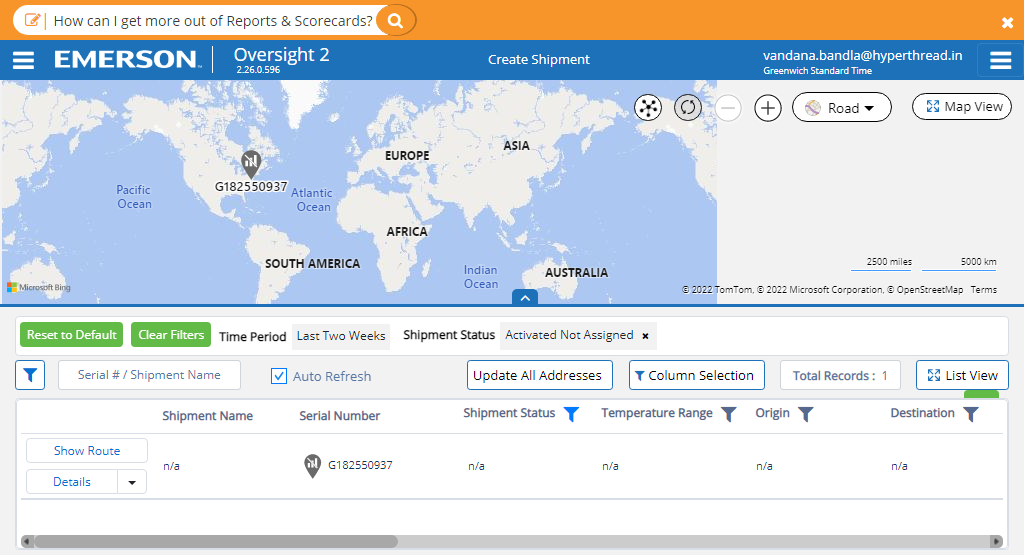 How can I get more out of Reports & Scorecards?
EMERSON
Oversight 2
2.26.0.596
Create Shipment
vandana.bandla@hyperthread.in
Greenwich Standard Time
Road
Map View
ASIA
EUROPE
G182550937
Pacific
Ocean
Atlantic
Ocean
AFRICA
SOUTH AMERICA
Indian
Ocean
AUSTRALIA
2500 miles
5000 km
Microsoft Bing
© 2022 TomTom, © 2022 Microsoft Corporation, © OpenStreetMap Terms
Reset to Default
Clear Filters
Time Period
Last Two Weeks
Shipment Status
Activated Not Assigned ×
Serial # / Shipment Name
Auto Refresh
Update All Addresses
Column Selection
Total Records : 1
List View
Shipment Name
Serial Number
Shipment Status
Temperature Range
Origin
Destination
Show Route
Details
n/a
G182550937
n/a
n/a
n/a
n/a